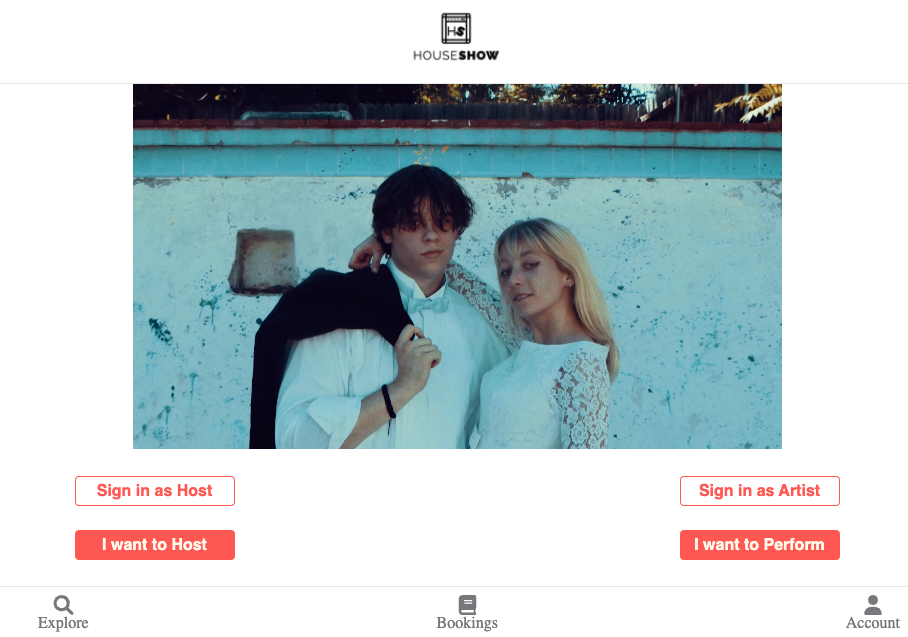 HS
HOUSESHOW
Sign in as Host
Sign in as Artist
I want to Host
I want to Perform
Explore
Bookings
Account